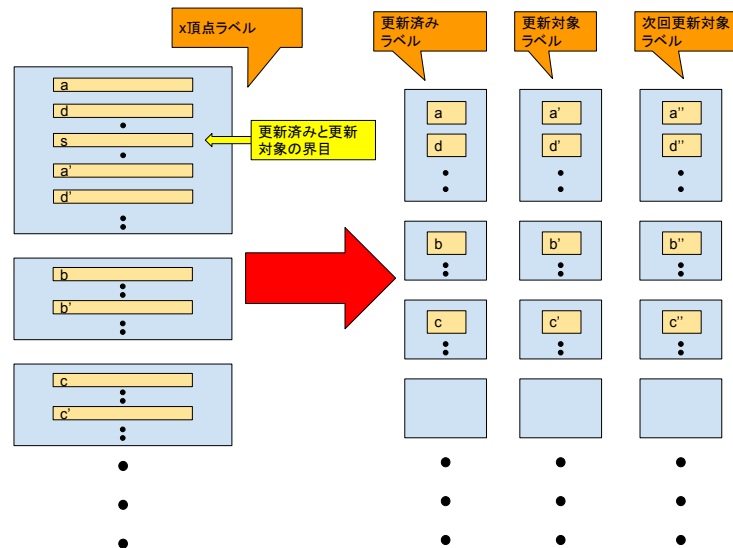 x頂点ラベル
a
d
s
a'
d'
更新済みと更新
対象の界目
b
b'
c
c'
更新済み
ラベル
更新対象
ラベル
次回更新対象
ラベル
a
a'
a''
d
d'
d''
b
b'
b''
c
c'
c''